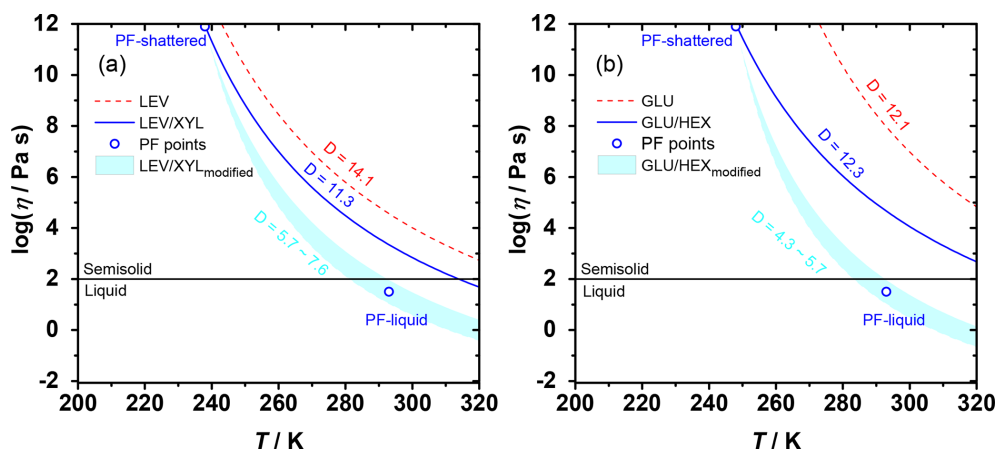 12
10
8
6
4
2
0
-2
log(η / Pa s)
PF-shattered
(a)
LEV
LEV/XYL
PF points
LEV/XYLmodified
D = 14.1
D = 11.3
D = 5.7 ~ 7.6
Semisolid
Liquid
PF-liquid
200 220 240 260 280 300 320
T / K
12
10
8
6
4
2
0
-2
log(η / Pa s)
PF-shattered
(b)
GLU
GLU/HEX
PF points
GLU/HEXmodified
D = 12.1
D = 12.3
D = 4.3 ~ 5.7
Semisolid
Liquid
PF-liquid
200 220 240 260 280 300 320
T / K